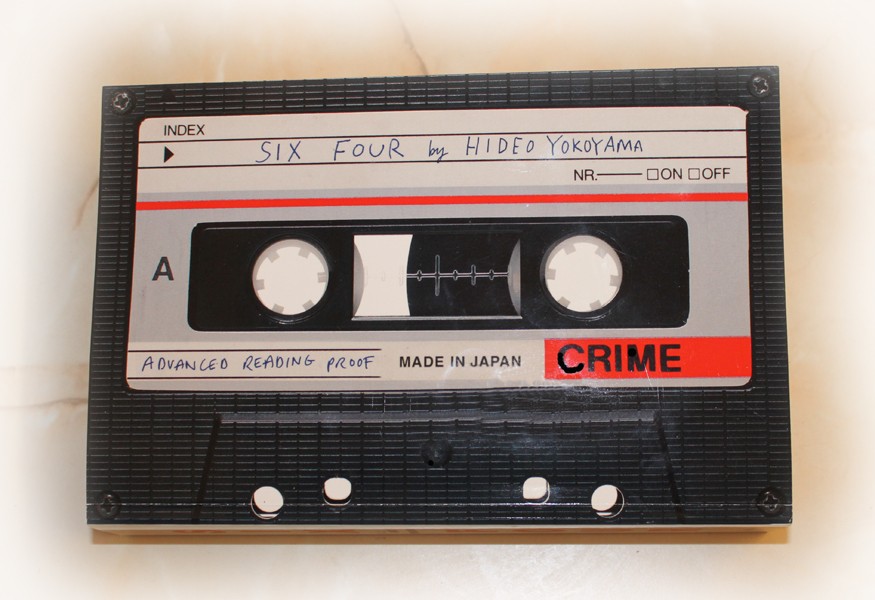 INDEX
SIX FOUR by HIDEO YOKOYAMA
NR. ON OFF
A
ADVANCED READING PROOF MADE IN JAPAN CRIME